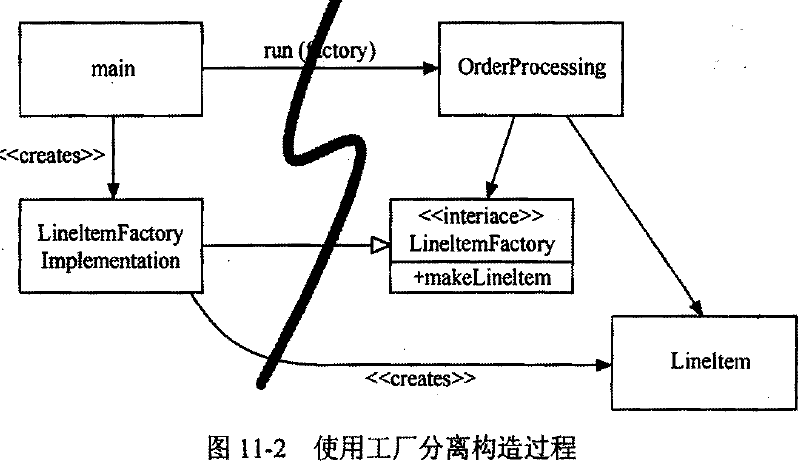 main
run (factory)
OrderProcessing
<<creates>>
LineItemFactory
Implementation
<<interiace>>
LineItemFactory
+makeLineItem
LineItem
<<creates>>
图 11-2 使用工厂分离构造过程